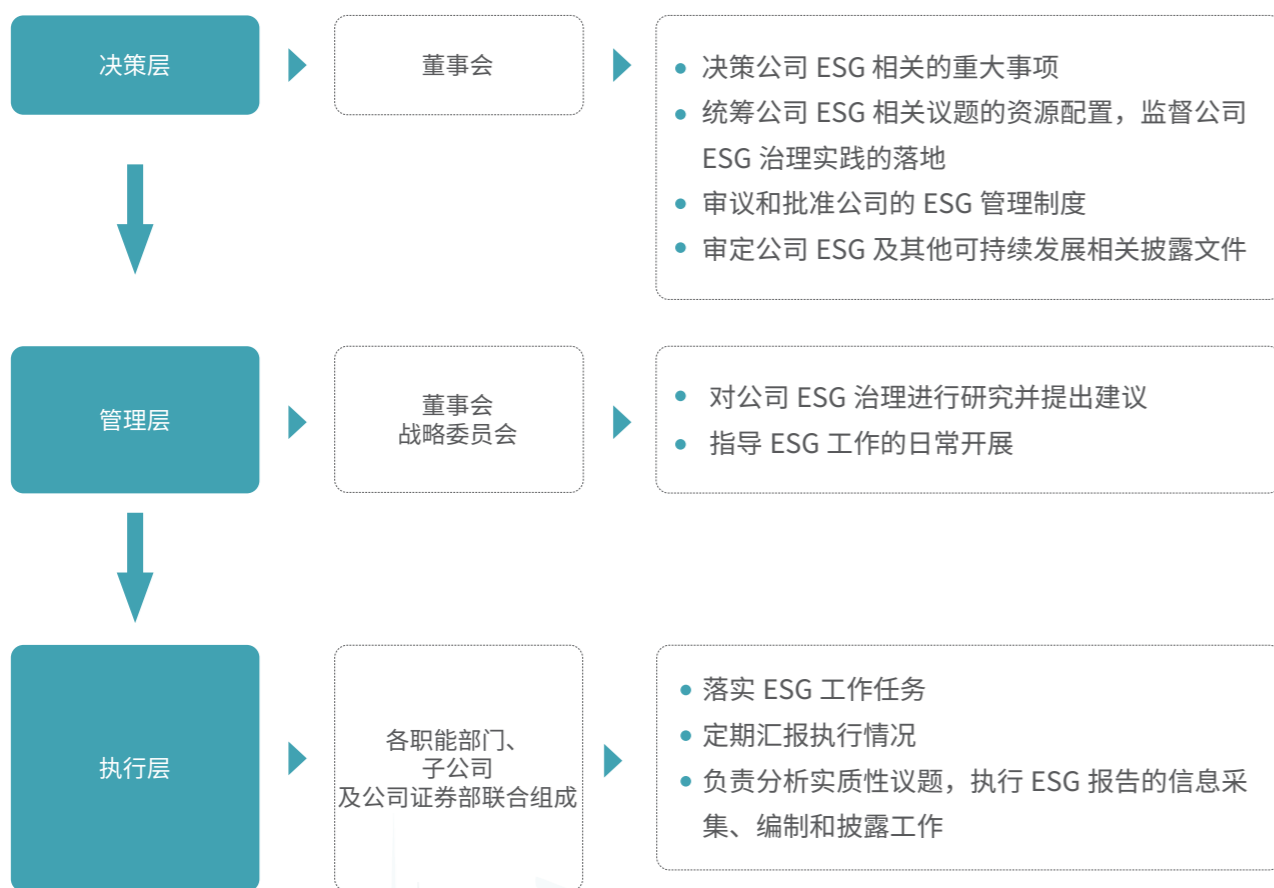 决策层
董事会
决策公司 ESG 相关的重大事项
统筹公司 ESG 相关议题的资源配置，监督公司
ESG 治理实践的落地
审议和批准公司的 ESG 管理制度
审定公司 ESG 及其他可持续发展相关披露文件
管理层
董事会
战略委员会
对公司 ESG 治理进行研究并提出建议
指导 ESG 工作的日常开展
执行层
各职能部门、
子公司
及公司证券部联合组成
落实 ESG 工作任务
定期汇报执行情况
负责分析实质性议题，执行 ESG 报告的信息采
集、编制和披露工作